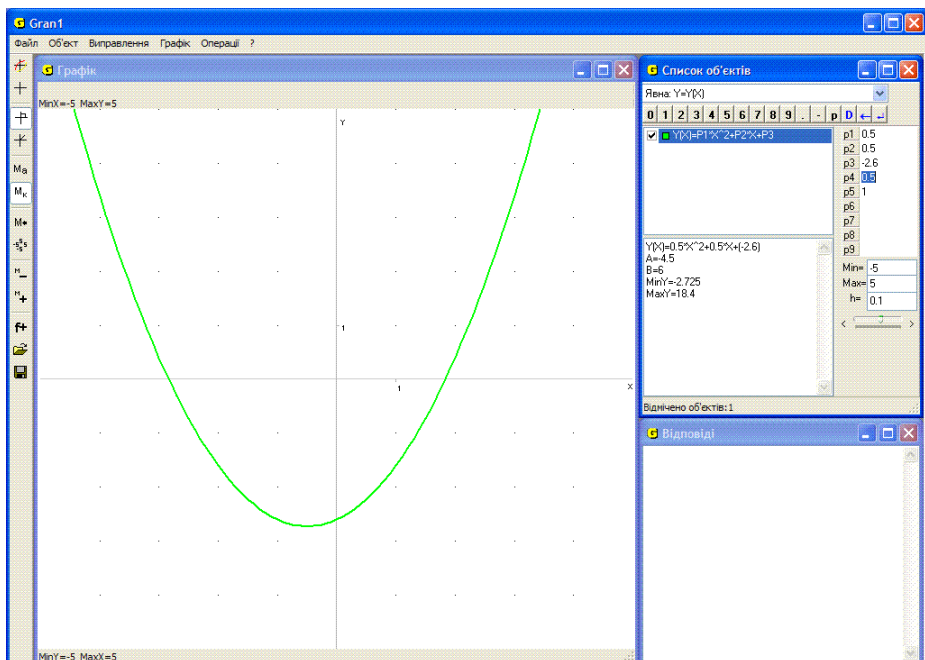 Gran1
Файл Об'єкт Виправлення Графік Операції ?
Графік
MinX=-5 MaxY=5
Y
1
1
X
MinY=-5 MaxX=5
Ma
Мк
M*
-5 5
M
M
f+
Список об'єктів
Явна: Y=Y(X)
0 1 2 3 4 5 6 7 8 9 . - p D ← ↵
Y(X)=P1*X^2+P2*X+P3
p1 0.5
p2 0.5
p3 -2.6
p4 0.5
p5 1
p6
p7
p8
p9
Y(X)=0.5*X^2+0.5*X+(-2.6)
A=-4.5
B=6
MinY=-2.725
MaxY=18.4
Min= -5
Max= 5
h= 0.1
< >
Відмічено об'єктів:1
Відповіді